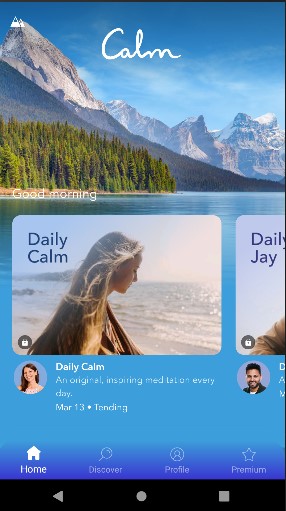 Calm
Good morning
Daily
Calm
Daily
Jay
Daily Calm
An original, inspiring meditation every
day.
Mar 13 • Tending
D
A
M
Home
Discover
Profile
Premium